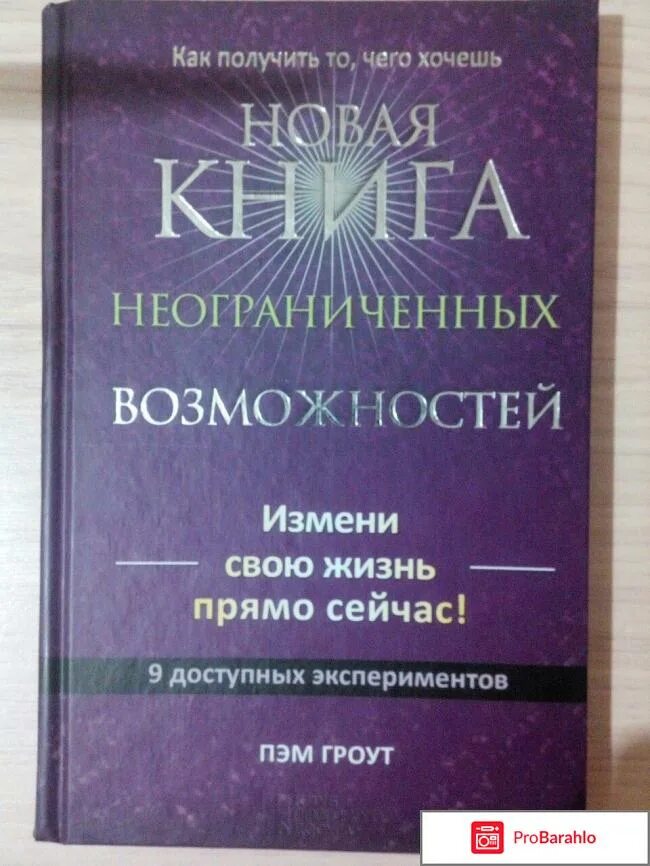 Как получить то, чего хочешь
НОВАЯ
КНИГА
НЕОГРАНИЧЕННЫХ
ВОЗМОЖНОСТЕЙ
Измени
свою жизнь
прямо сейчас!
9 доступных экспериментов
ПЭМ ГРОУТ
ProBarahlo